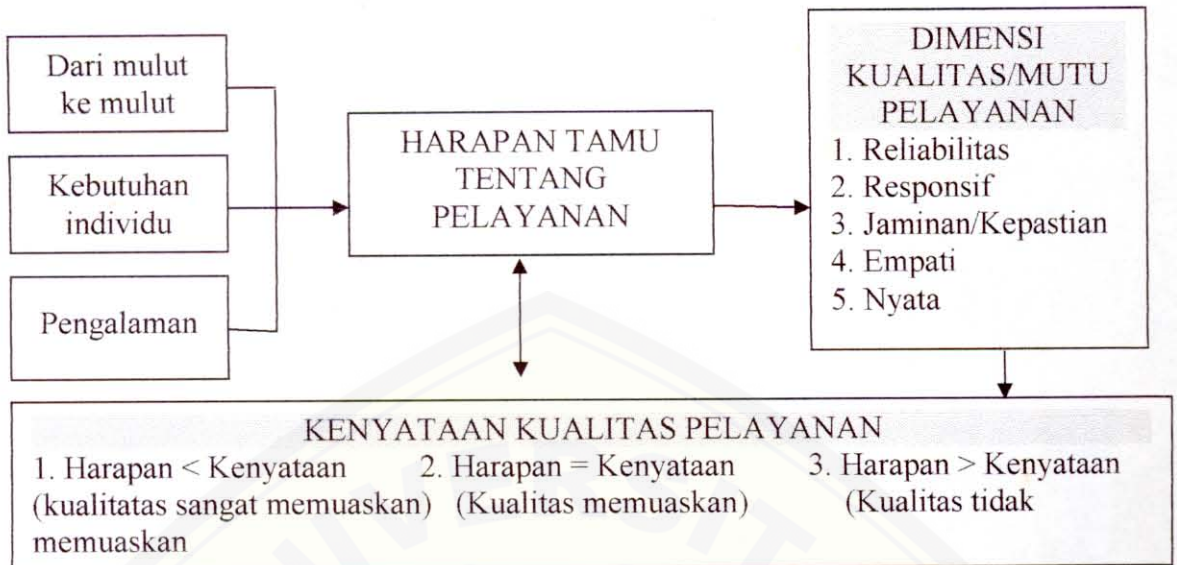 Dari mulut
ke mulut
Kebutuhan
individu
Pengalaman
HARAPAN TAMU
TENTANG
PELAYANAN
DIMENSI
KUALITAS/MUTU
PELAYANAN
1. Reliabilitas
2. Responsif
3. Jaminan/Kepastian
4. Empati
5. Nyata
KENYATAAN KUALITAS PELAYANAN
1. Harapan < Kenyataan 2. Harapan = Kenyataan 3. Harapan > Kenyataan
(kualitatas sangat memuaskan) (Kualitas memuaskan) (Kualitas tidak
memuaskan